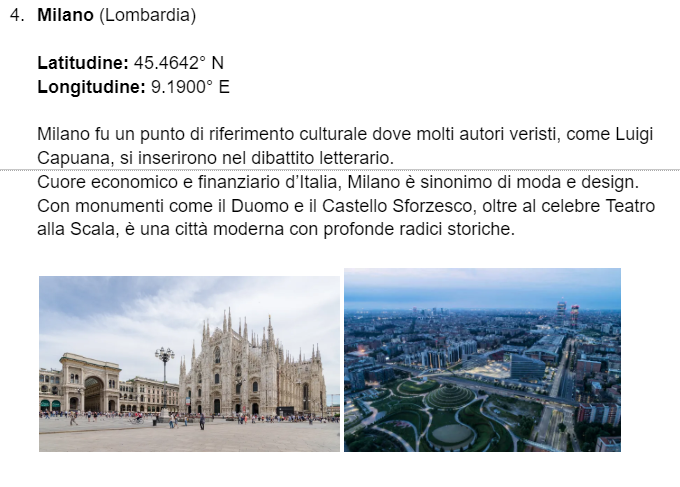 4. Milano (Lombardia)
Latitudine: 45.4642° N
Longitudine: 9.1900° E
Milano fu un punto di riferimento culturale dove molti autori veristi, come Luigi
Capuana, si inserirono nel dibattito letterario.
Cuore economico e finanziario d’Italia, Milano è sinonimo di moda e design.
Con monumenti come il Duomo e il Castello Sforzesco, oltre al celebre Teatro
alla Scala, è una città moderna con profonde radici storiche.